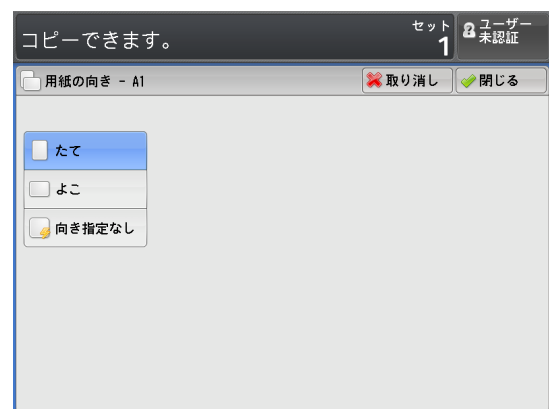 コピーできます。
セット
1
ユーザー
未認証
用紙の向き - A1
取り消し
閉じる
たて
よこ
向き指定なし